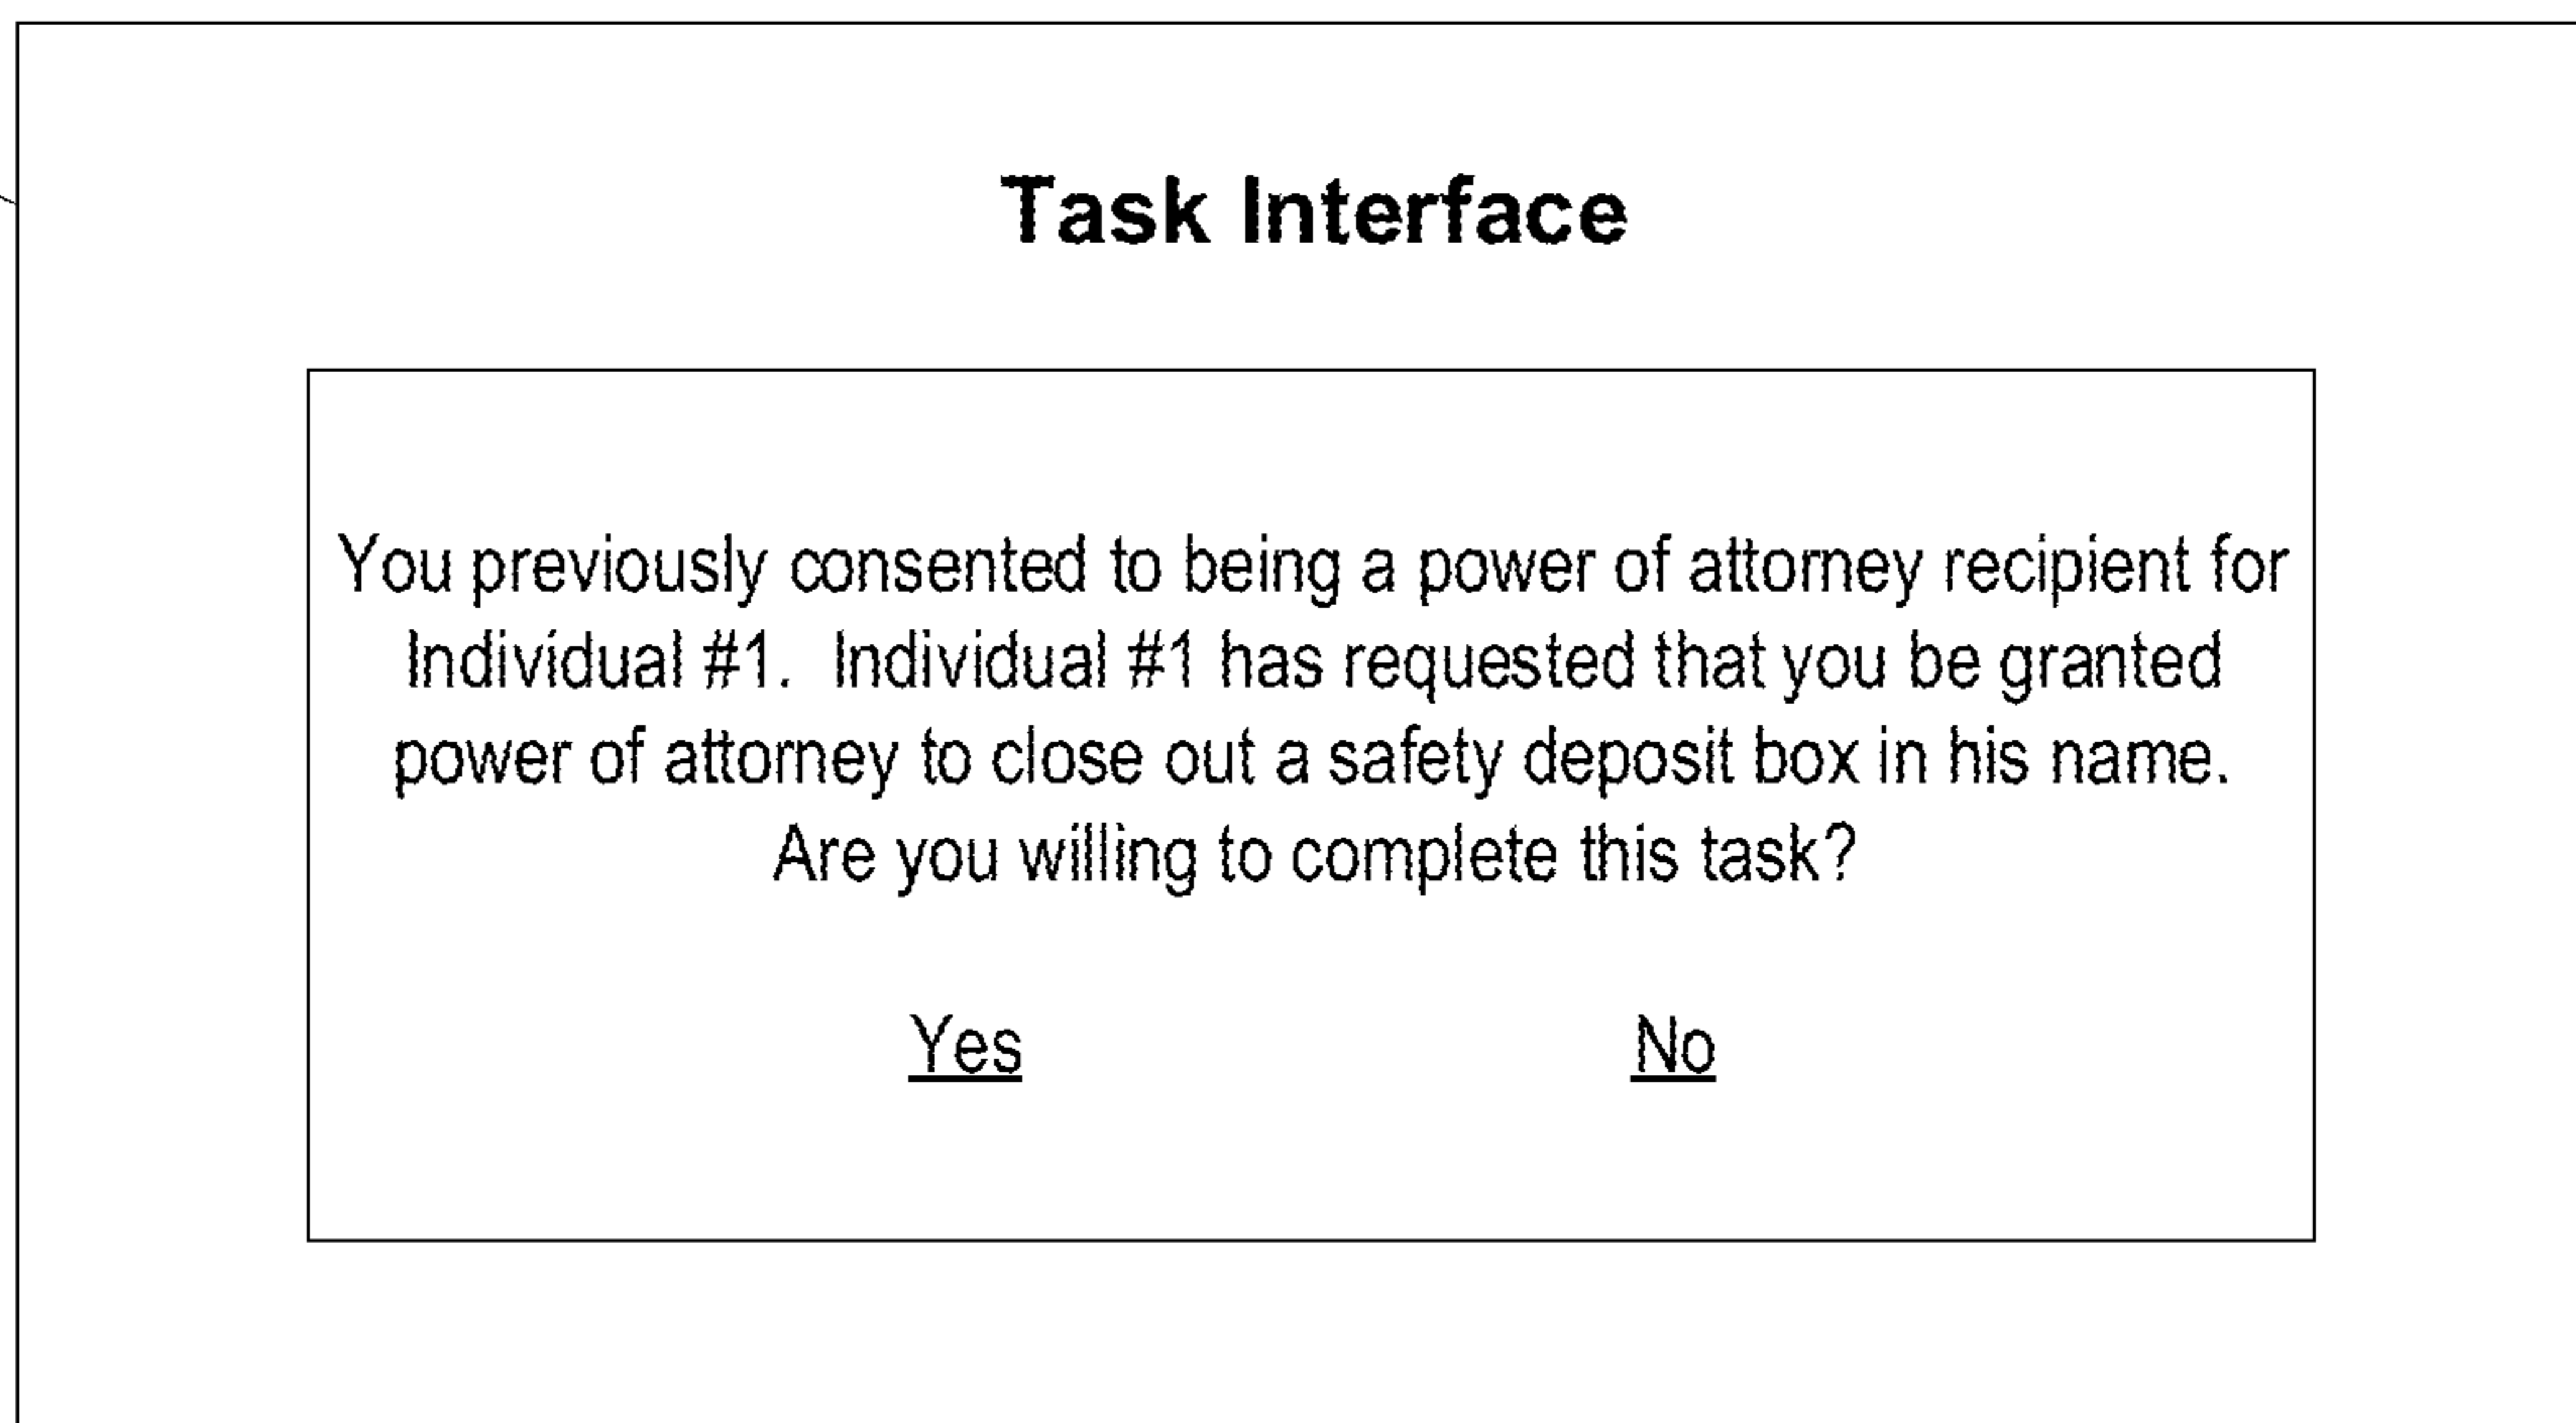 Task Interface
You previously consented to being a power of attorney recipient for
Individual #1.  Individual #1 has requested that you be granted
power of attorney to close out a safety deposit box in his name.
Are you willing to complete this task?
Yes No